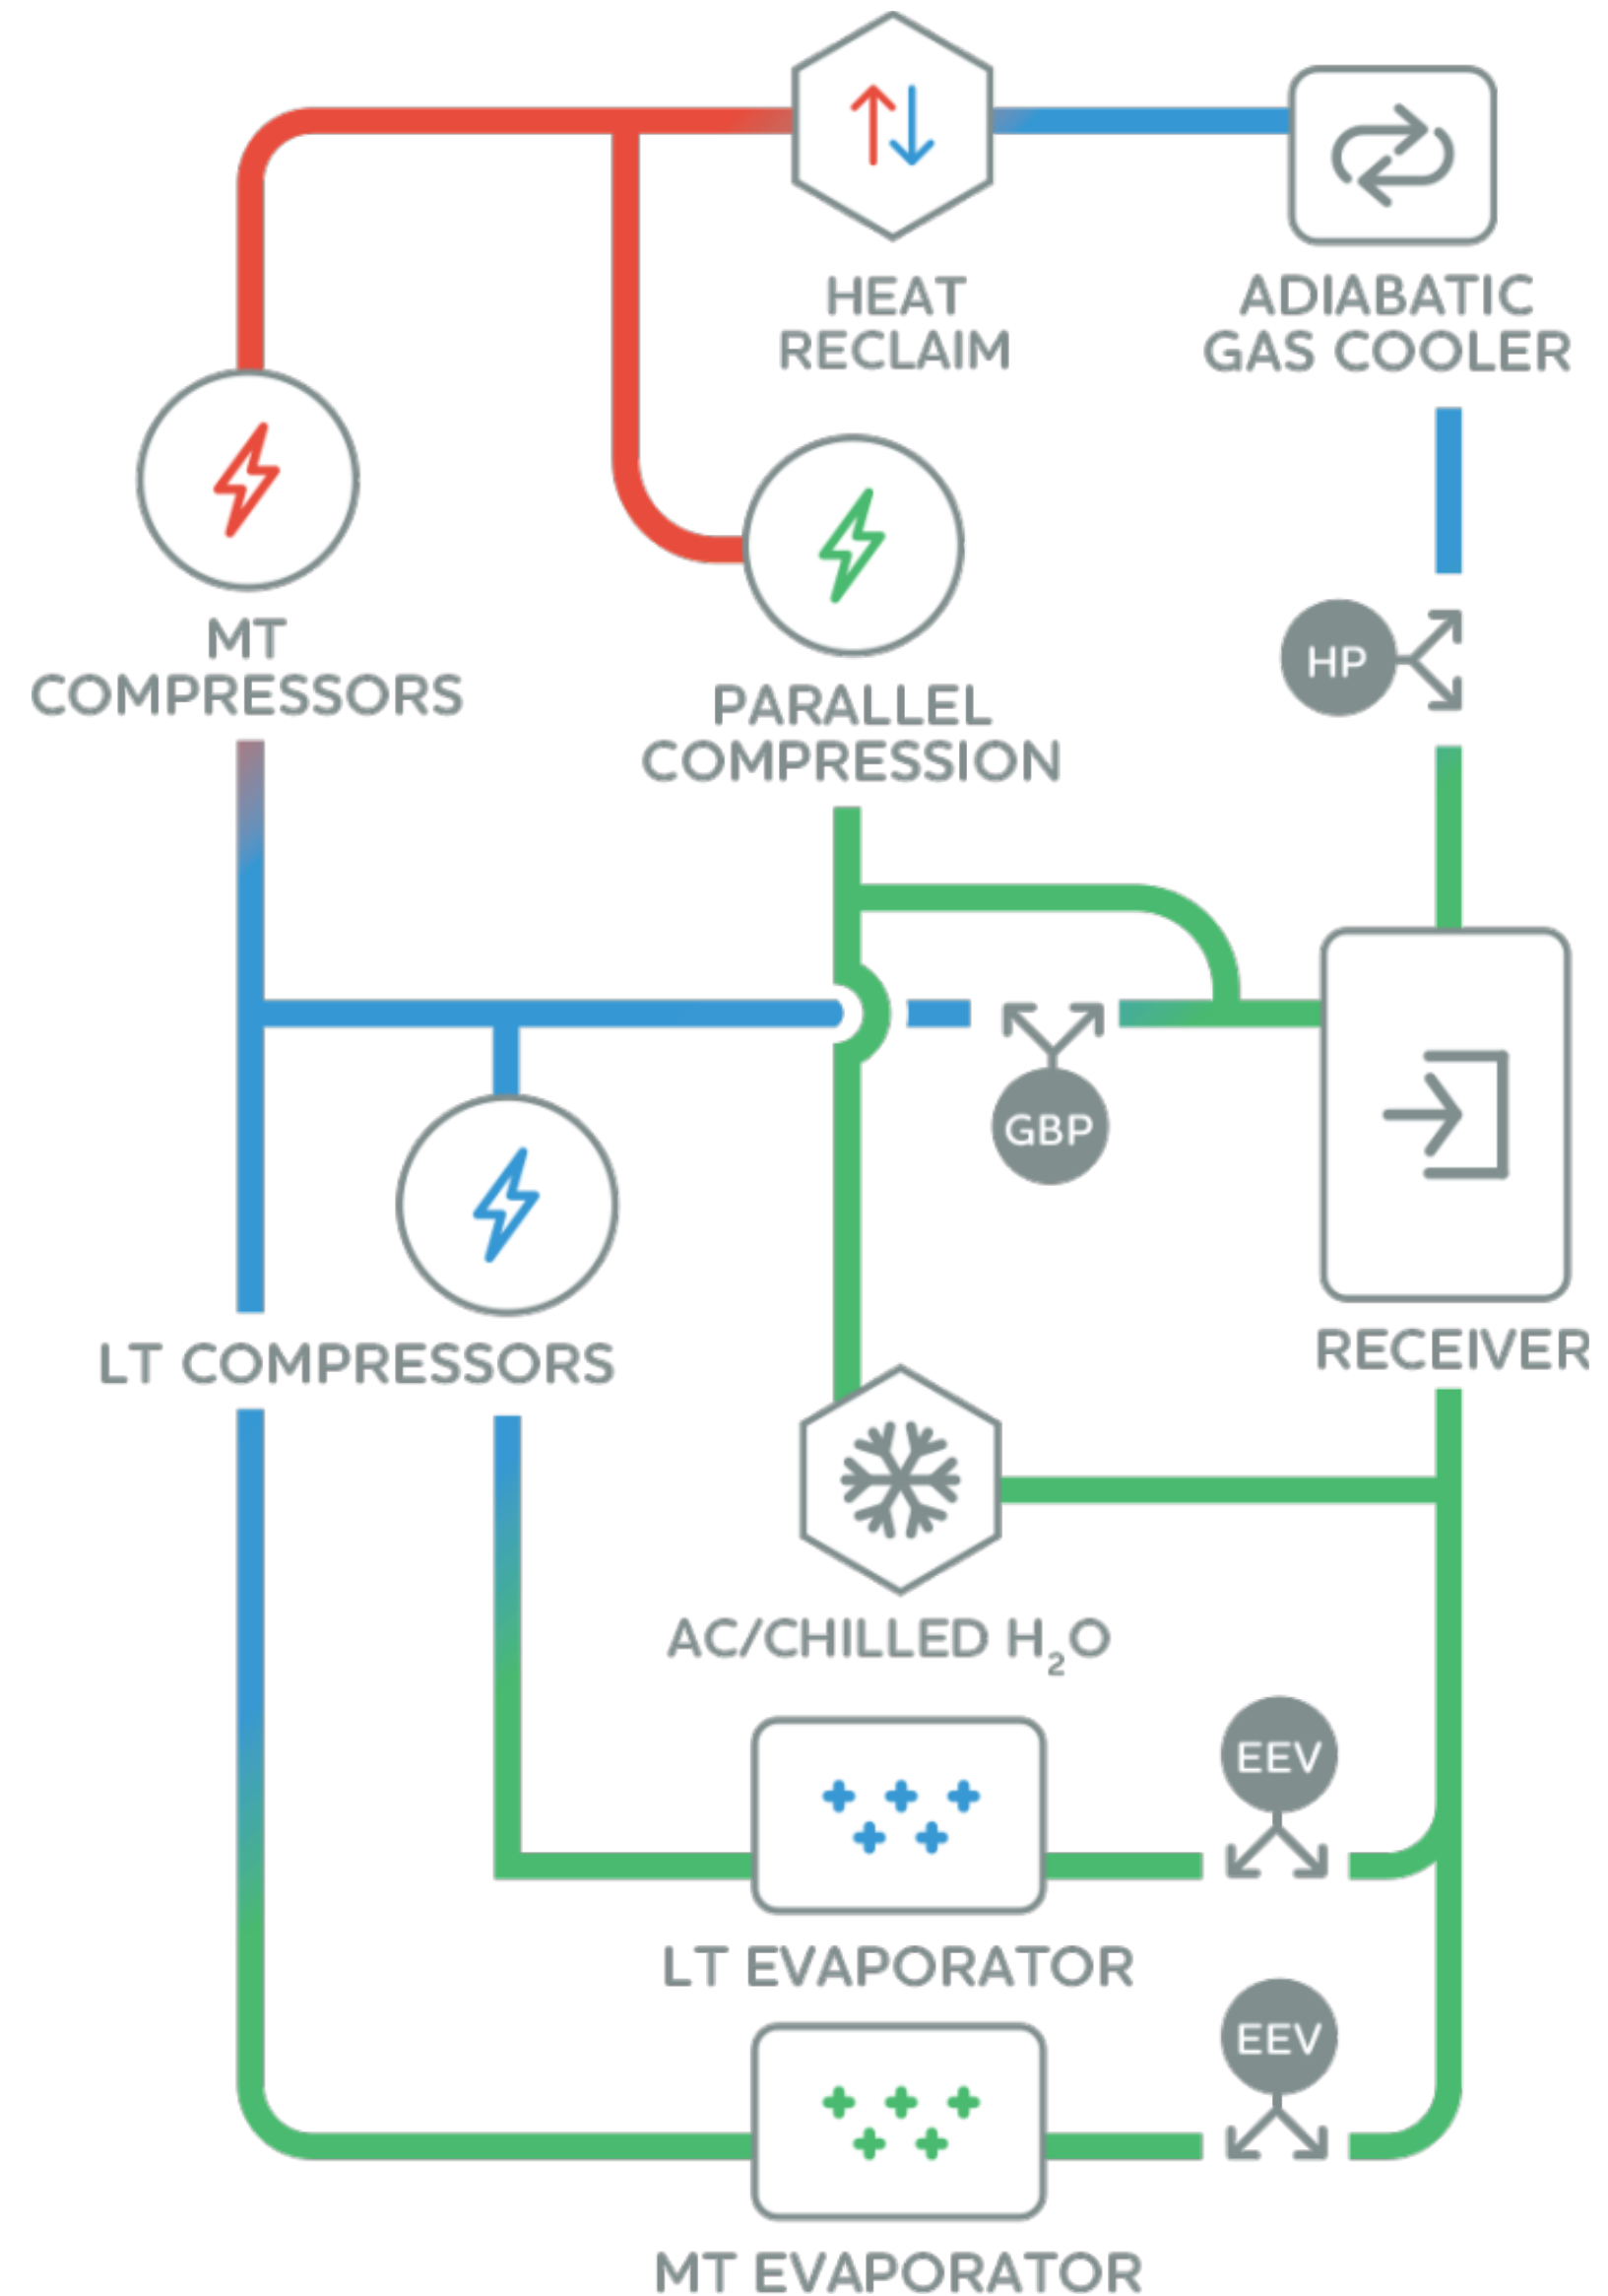 HEAT
RECLAIM
ADIABATIC
GAS COOLER
MT
COMPRESSORS
HP
PARALLEL
COMPRESSION
GBP
LT COMPRESSORS
RECEIVER
AC/CHILLED H₂O
EEV
LT EVAPORATOR
EEV
MT EVAPORATOR